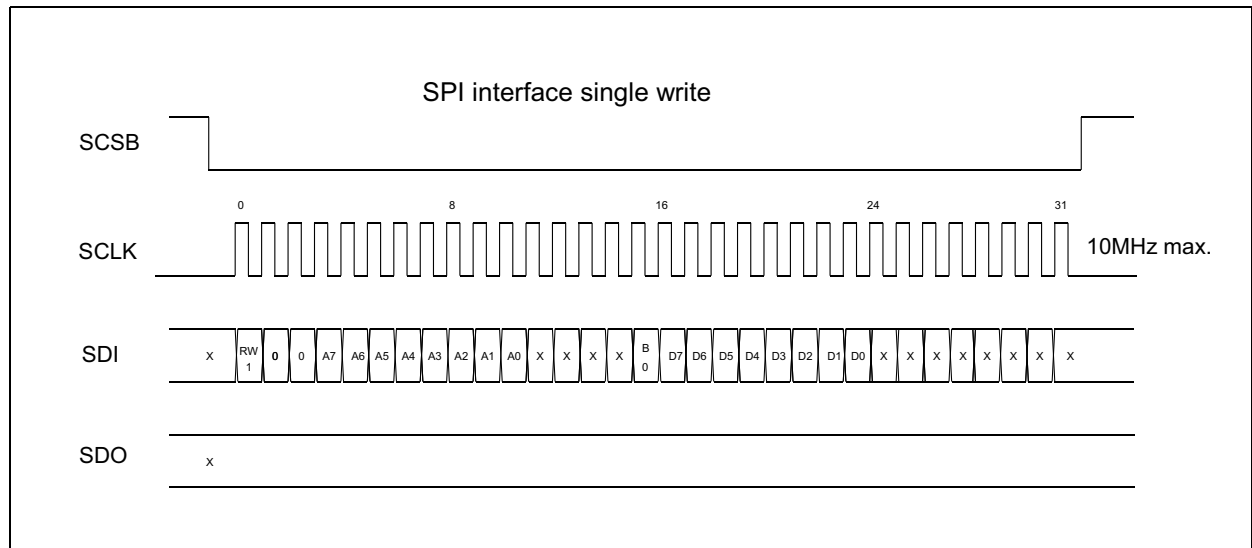 SPI interface single write
SCSB
0 8 16 24 31
SCLK 10MHz max.
SDI X RW 1 0 0 A7 A6 A5 A4 A3 A2 A1 A0 X X X X B 0 D7 D6 D5 D4 D3 D2 D1 D0 X X X X X X X X
SDO X